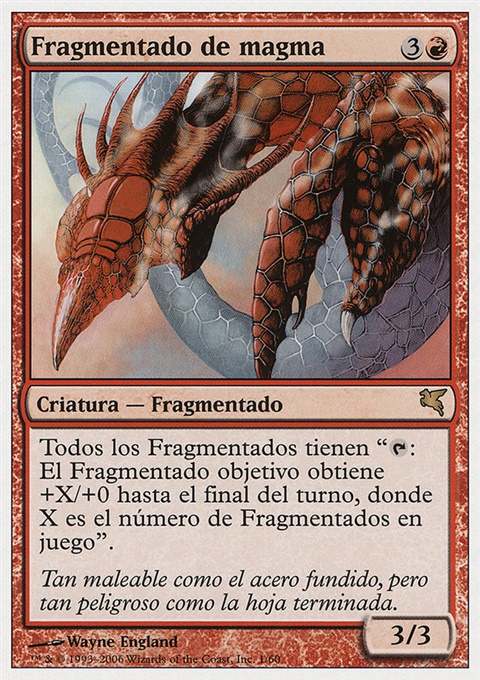 Fragmentado de magma 3
Criatura — Fragmentado
Todos los Fragmentados tienen “:
El Fragmentado objetivo obtiene
+X/+0 hasta el final del turno, donde
X es el número de Fragmentados en
juego”.
Tan maleable como el acero fundido, pero
tan peligroso como la hoja terminada.
Wayne England
3/3
™ & © 1993-2006 Wizards of the Coast, Inc. 1/60